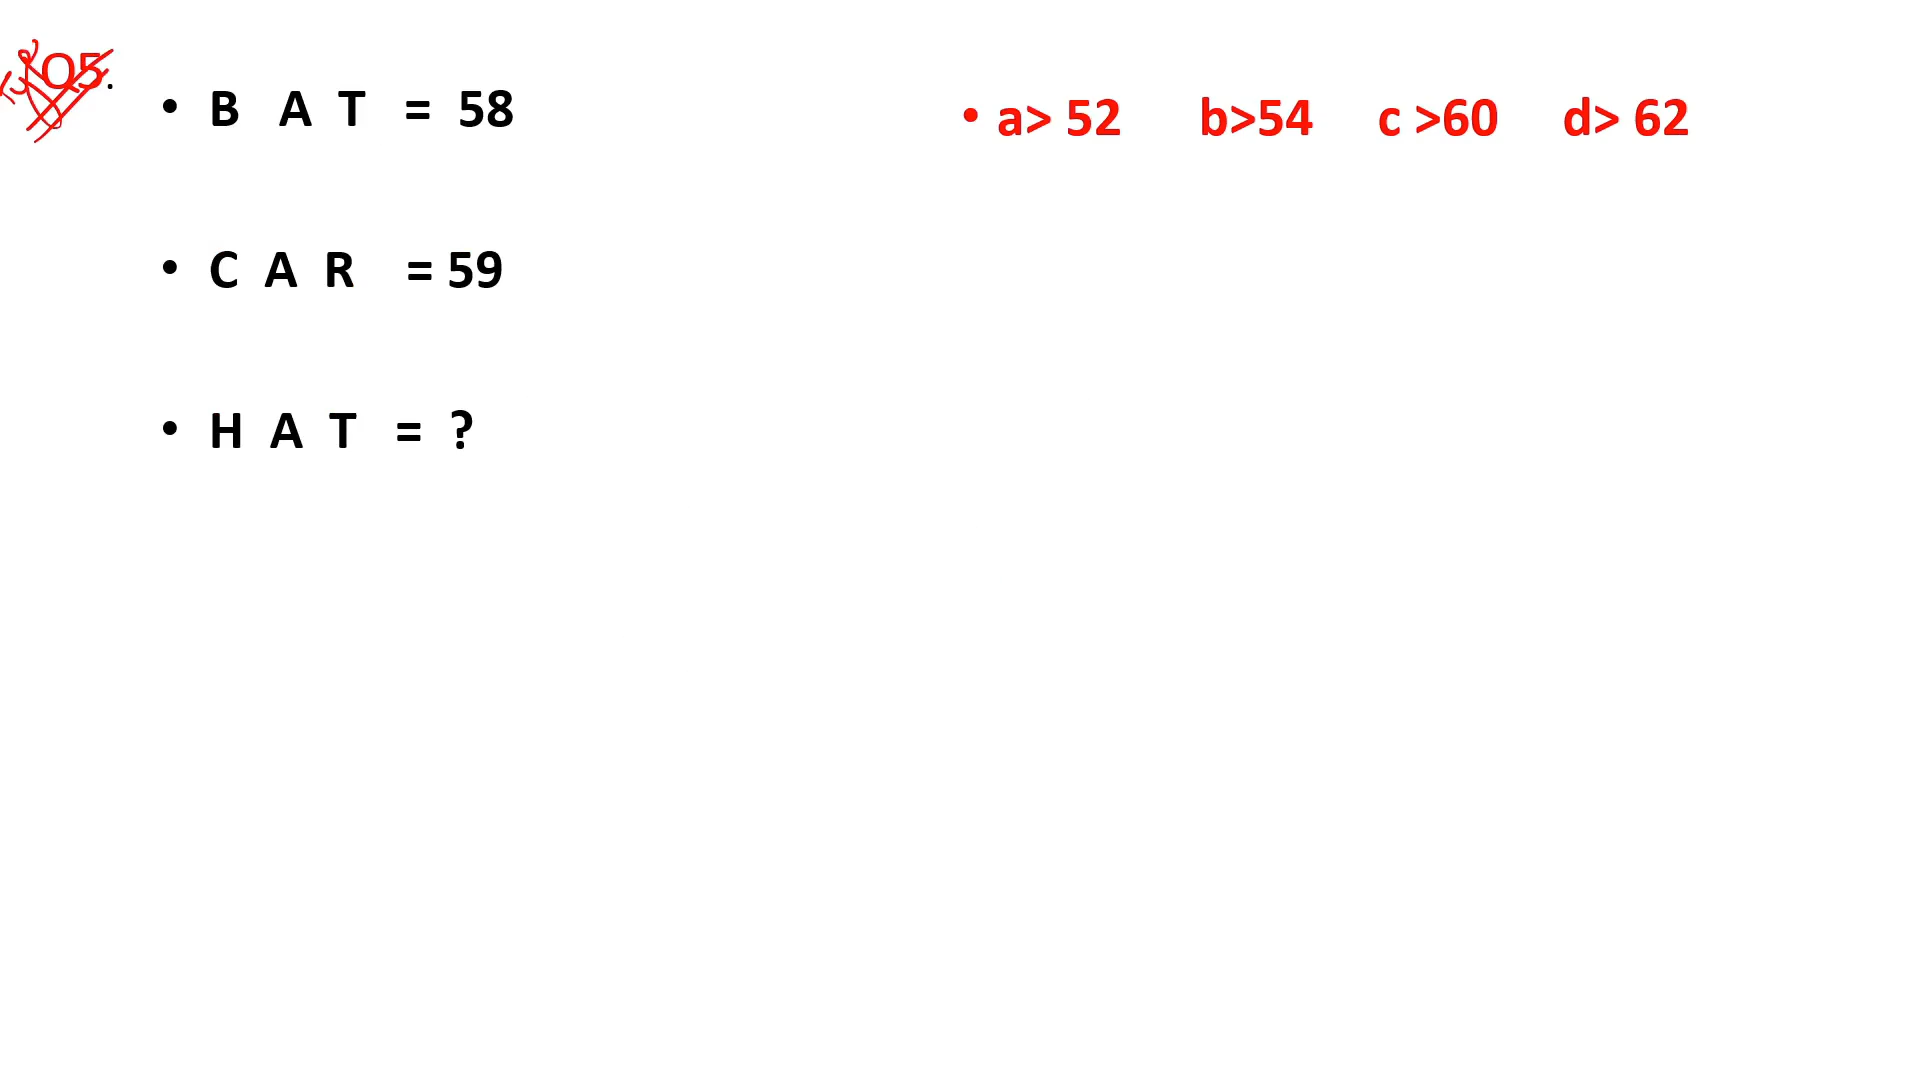 Q5.
• B A T = 58
• a> 52 b>54 c >60 d> 62
• C A R = 59
• H A T = ?